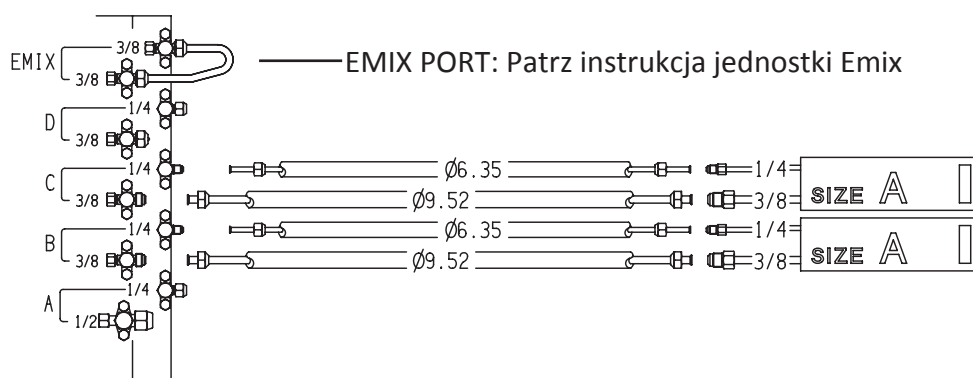 3/8
EMIX
EMIX PORT: Patrz instrukcja jednostki Emix
3/8
1/4
D
3/8
1/4 Ø6.35 1/4
C
SIZE A I
3/8 Ø9.52 3/8
1/4 Ø6.35 1/4
B
SIZE A I
3/8 Ø9.52 3/8
1/4
A
1/2